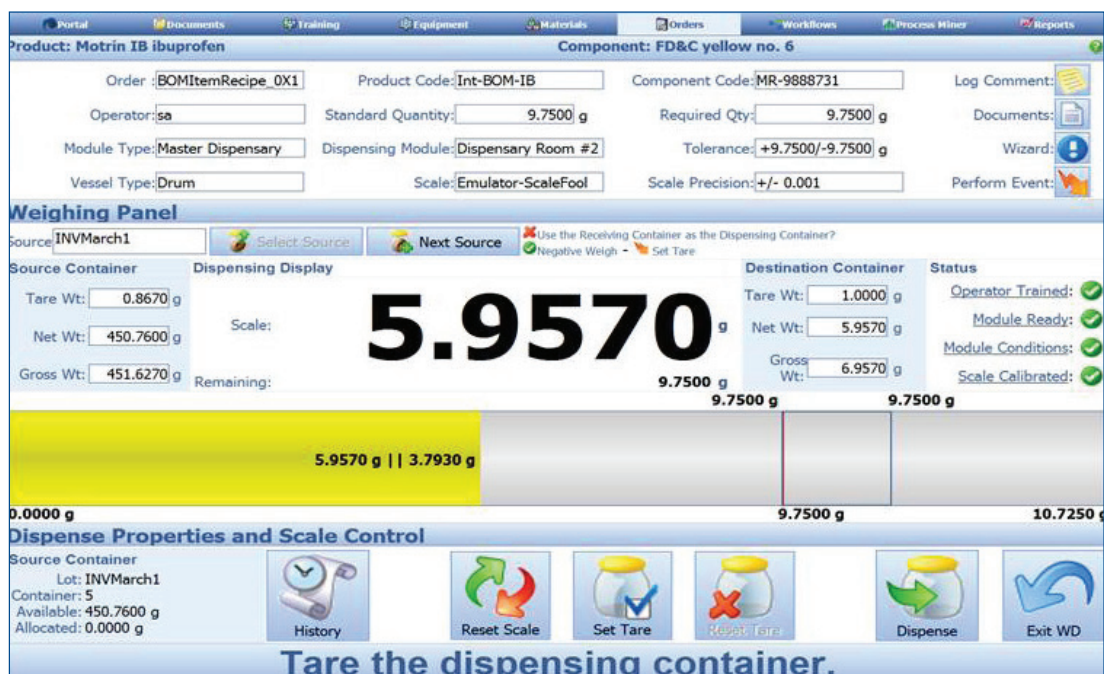 Portal Documents Training Equipment Materials Orders Workflows Process Miner Reports
Product: Motrin IB ibuprofen Component: FD&C yellow no. 6
Order : BOMItemRecipe_0X1 Product Code: Int-BOM-IB Component Code: MR-9888731 Log Comment:
Operator: sa Standard Quantity: 9.7500 g Required Qty: 9.7500 g Documents:
Module Type: Master Dispensary Dispensing Module: Dispensary Room #2 Tolerance: +9.7500/-9.7500 g Wizard:
Vessel Type: Drum Scale: Emulator-ScaleFool Scale Precision: +/- 0.001 Perform Event:
Weighing Panel
Source INVMarch1 Select Source Next Source Use the Receiving Container as the Dispensing Container?
Negative Weigh - Set Tare
Source Container Dispensing Display Destination Container Status
Tare Wt: 0.8670 g Tare Wt: 1.0000 g Operator Trained:
Net Wt: 450.7600 g Scale: 5.9570 g Net Wt: 5.9570 g Module Ready:
Module Conditions:
Gross Wt: 451.6270 g Remaining: 9.7500 g Gross Wt: 6.9570 g Scale Calibrated:
9.7500 g 9.7500 g
5.9570 g || 3.7930 g
0.0000 g 9.7500 g 10.7250 g
Dispense Properties and Scale Control
Source Container
Lot: INVMarch1
Container: 5
Available: 450.7600 g
Allocated: 0.0000 g
History Reset Scale Set Tare Reset Tare Dispense Exit WD
Tare the dispensing container.